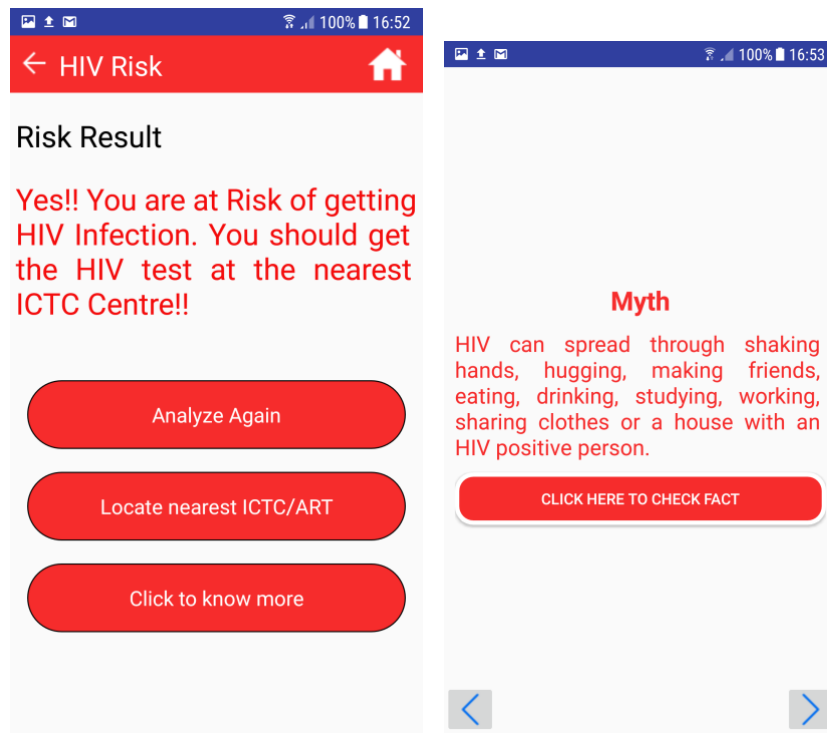 100% 16:52
HIV Risk
Risk Result
Yes!! You are at Risk of getting
HIV Infection. You should get
the HIV test at the nearest
ICTC Centre!!
Analyze Again
Locate nearest ICTC/ART
Click to know more
100% 16:53
Myth
HIV can spread through shaking
hands, hugging, making friends,
eating, drinking, studying, working,
sharing clothes or a house with an
HIV positive person.
CLICK HERE TO CHECK FACT